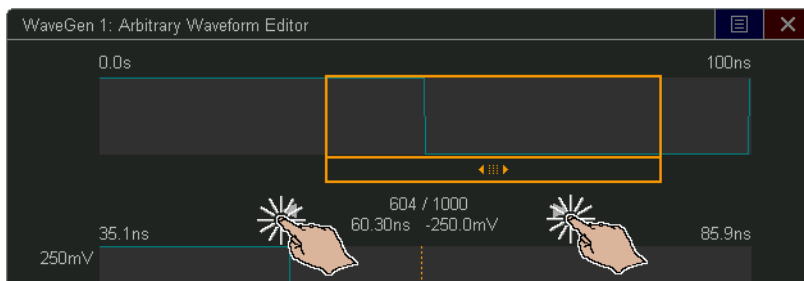 WaveGen 1: Arbitrary Waveform Editor
0.0s 100ns
604 / 1000
60.30ns -250.0mV
35.1ns 85.9ns
250mV